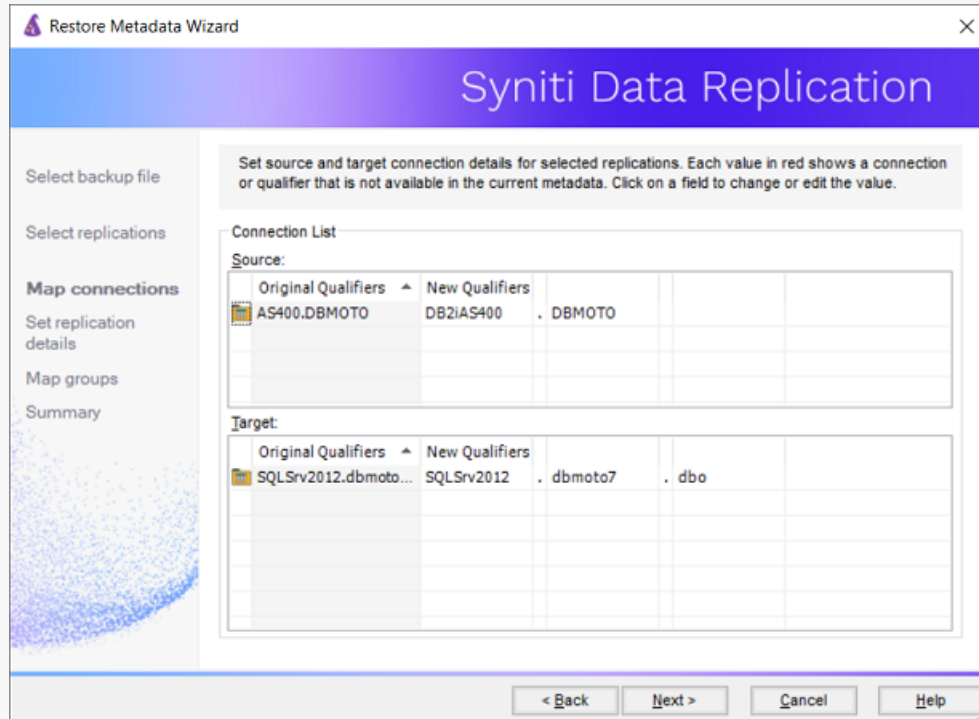 Restore Metadata Wizard
Syniti Data Replication
Select backup file
Select replications
Map connections
Set replication
details
Map groups
Summary
Set source and target connection details for selected replications. Each value in red shows a connection
or qualifier that is not available in the current metadata. Click on a field to change or edit the value.
Connection List
Source:
Original Qualifiers New Qualifiers
AS400.DBMOTO DB2iAS400 . DBMOTO
Target:
Original Qualifiers New Qualifiers
SQLSrv2012.dbmoto... SQLSrv2012 . dbmoto7 . dbo
< Back Next > Cancel Help